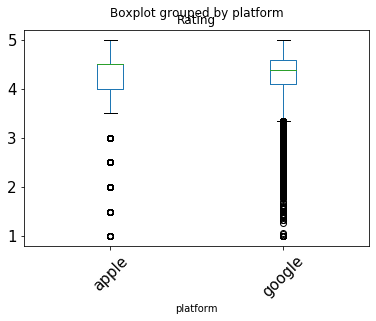 Boxplot grouped by platform
Rating
5
4
3
2
1
apple
google
platform